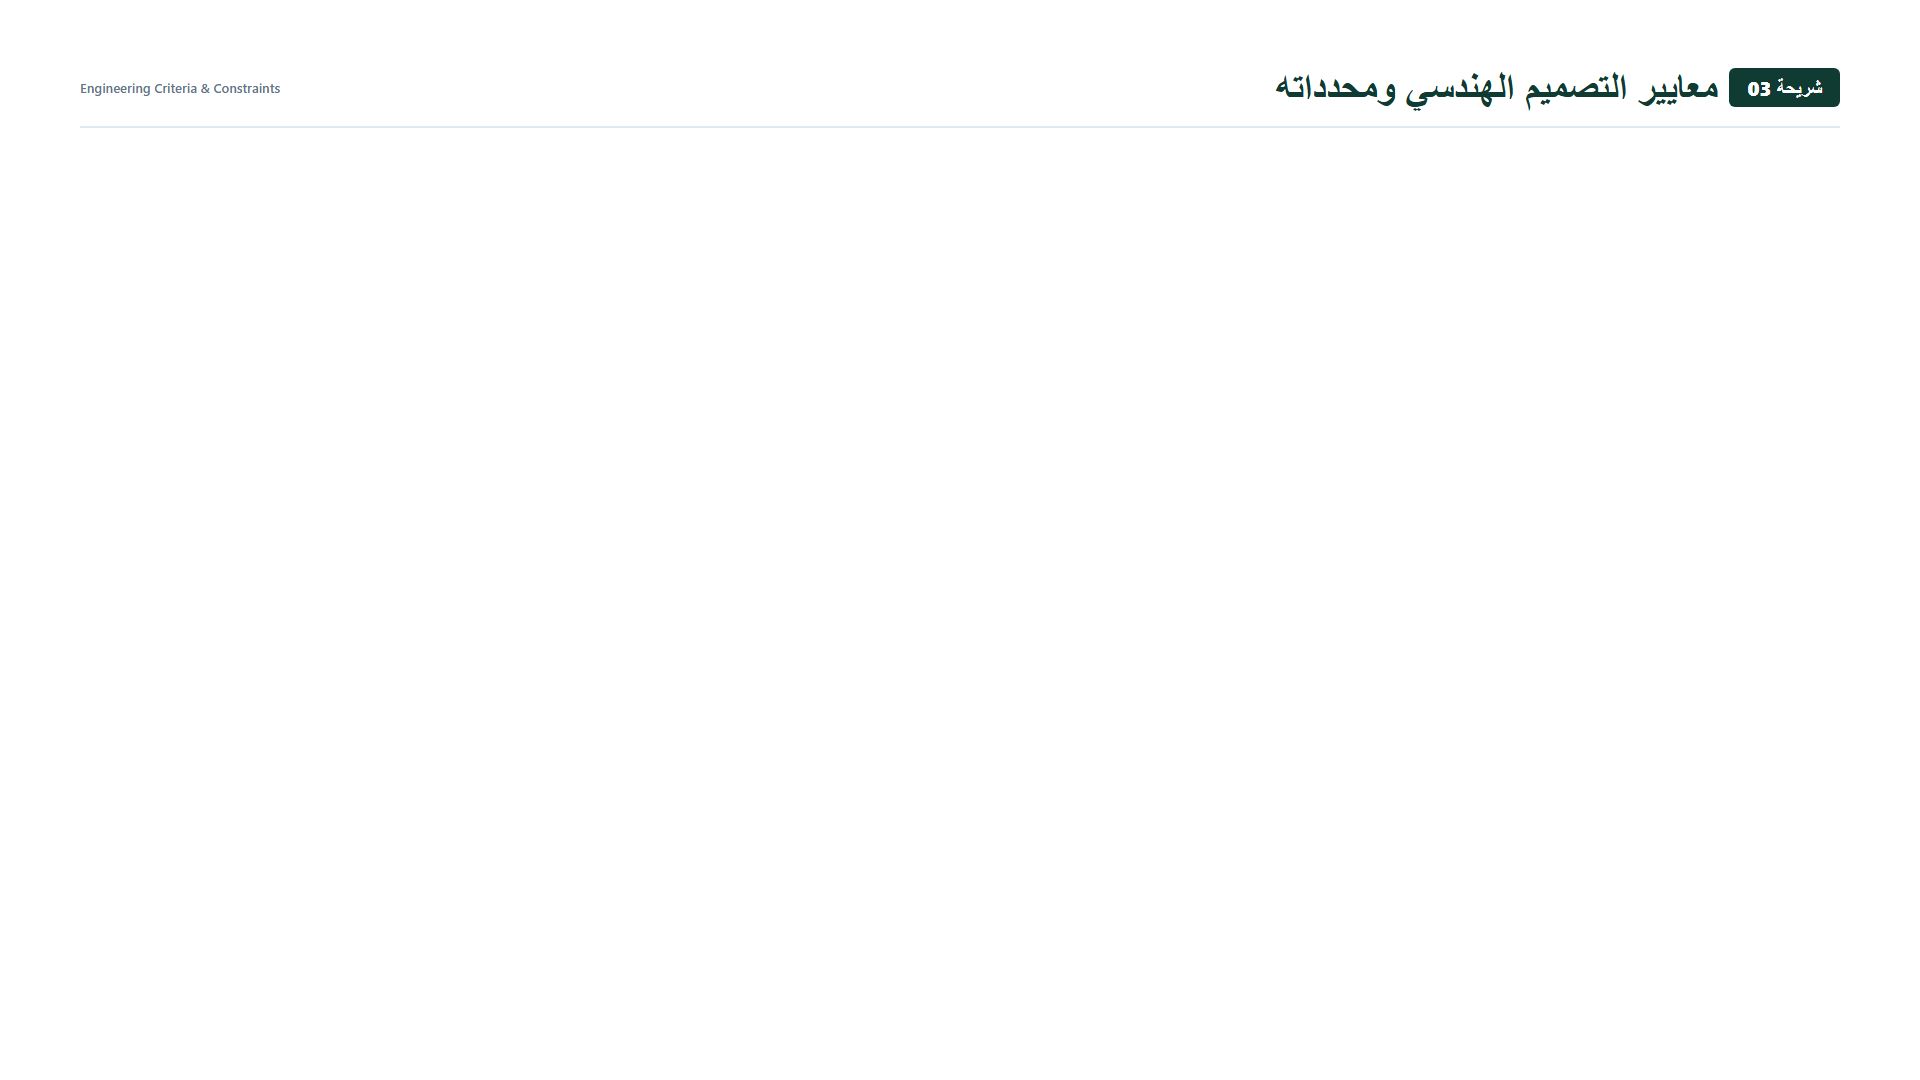 شريحة 03
معايير التصميم الهندسي ومحدداته
Engineering Criteria & Constraints